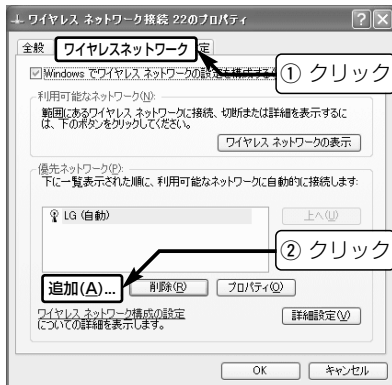 ワイヤレス ネットワーク接続 22のプロパティ
全般 ワイヤレスネットワーク 定
Windows でワイヤレス ネットワークの設定を構成する
① クリック
利用可能なネットワーク(N):
範囲にあるワイヤレス ネットワークに接続、切断または詳細を表示するに
は、下のボタンをクリックしてください。
ワイヤレス ネットワークの表示
優先ネットワーク(P):
下に一覧表示された順に、利用可能なネットワークに自動的に接続します:
LG (自動)
上へ(U)
② クリック
追加(A)... 削除(R) プロパティ(O)
ワイヤレス ネットワーク構成の設定
についての詳細を表示します。
詳細設定(V)
OK キャンセル